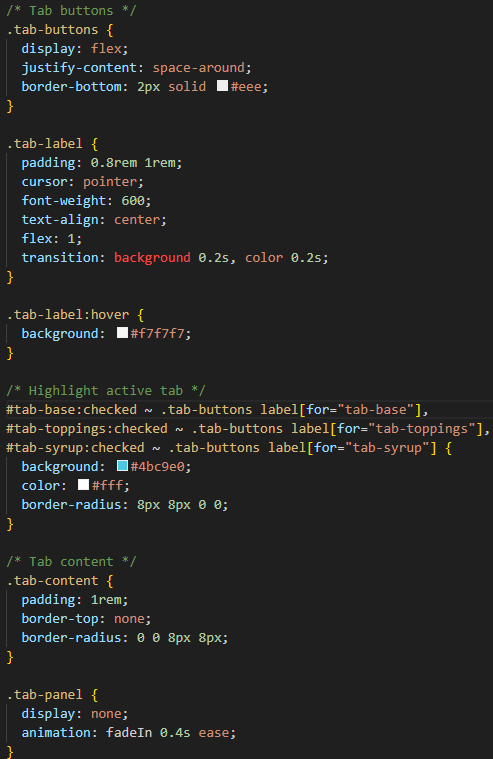 /* Tab buttons */
.tab-buttons {
  display: flex;
  justify-content: space-around;
  border-bottom: 2px solid #eee;
}

.tab-label {
  padding: 0.8rem 1rem;
  cursor: pointer;
  font-weight: 600;
  text-align: center;
  flex: 1;
  transition: background 0.2s, color 0.2s;
}

.tab-label:hover {
  background: #f7f7f7;
}

/* Highlight active tab */
#tab-base:checked ~ .tab-buttons label[for="tab-base"],
#tab-toppings:checked ~ .tab-buttons label[for="tab-toppings"],
#tab-syrup:checked ~ .tab-buttons label[for="tab-syrup"] {
  background: #4bc9e0;
  color: #fff;
  border-radius: 8px 8px 0 0;
}

/* Tab content */
.tab-content {
  padding: 1rem;
  border-top: none;
  border-radius: 0 0 8px 8px;
}

.tab-panel {
  display: none;
  animation: fadeIn 0.4s ease;
}